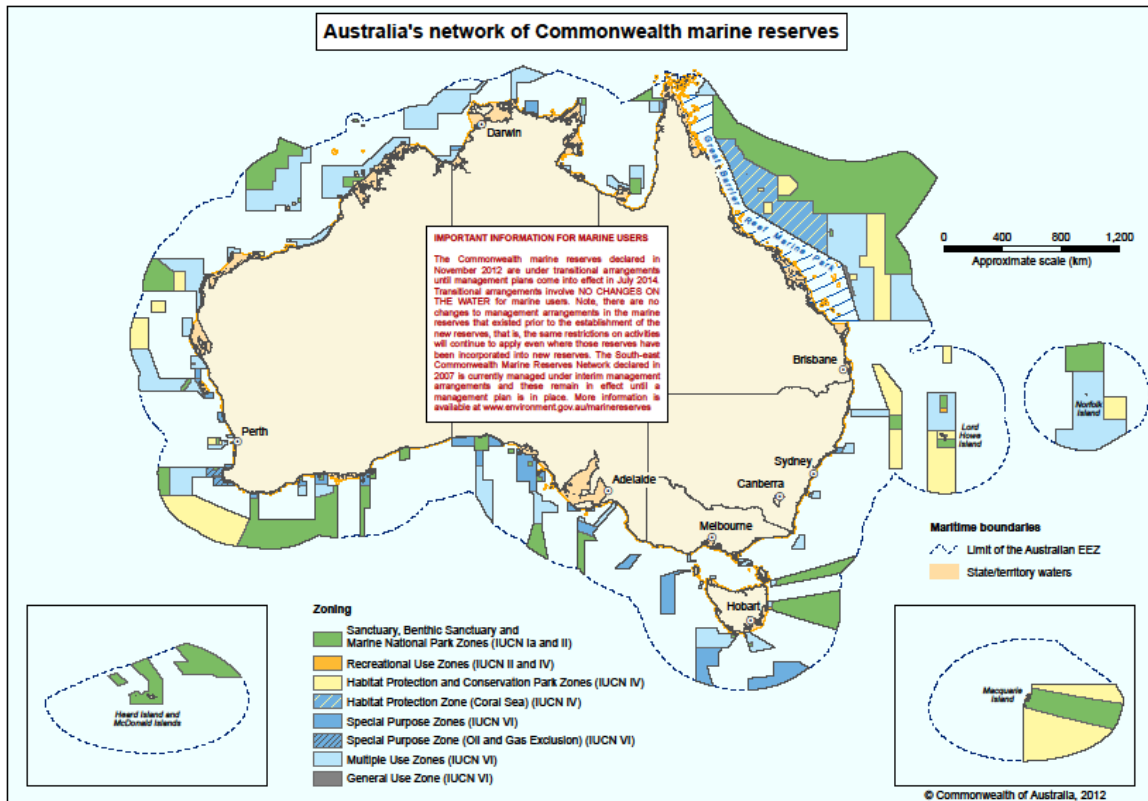 Australia's network of Commonwealth marine reserves
Darwin
Great Barrier Reef Marine Park
0 400 800 1,200
Approximate scale (km)
IMPORTANT INFORMATION FOR MARINE USERS
The Commonwealth marine reserves declared in
November 2012 are under transitional arrangements
until management plans come into effect in July 2014.
Transitional arrangements involve NO CHANGES ON
THE WATER for marine users. Note, there are no
changes to management arrangements in the marine
reserves that existed prior to the establishment of the
new reserves, that is, the same restrictions on activities
will continue to apply even where those reserves have
been incorporated into new reserves. The South-east
Commonwealth Marine Reserves Network declared in
2007 is currently managed under interim management
arrangements and these remain in effect until a
management plan is in place. More information is
available at www.environment.gov.au/marinereserves
Brisbane
Norfolk
Island
Lord
Howe
Island
Perth
Sydney
Adelaide
Canberra
Melbourne
Hobart
Maritime boundaries
Limit of the Australian EEZ
State/territory waters
Zoning
Sanctuary, Benthic Sanctuary and
Marine National Park Zones (IUCN Ia and II)
Recreational Use Zones (IUCN II and IV)
Habitat Protection and Conservation Park Zones (IUCN IV)
Habitat Protection Zone (Coral Sea) (IUCN IV)
Special Purpose Zones (IUCN VI)
Special Purpose Zone (Oil and Gas Exclusion) (IUCN VI)
Multiple Use Zones (IUCN VI)
General Use Zone (IUCN VI)
Heard Island and
McDonald Islands
Macquarie
Island
© Commonwealth of Australia, 2012